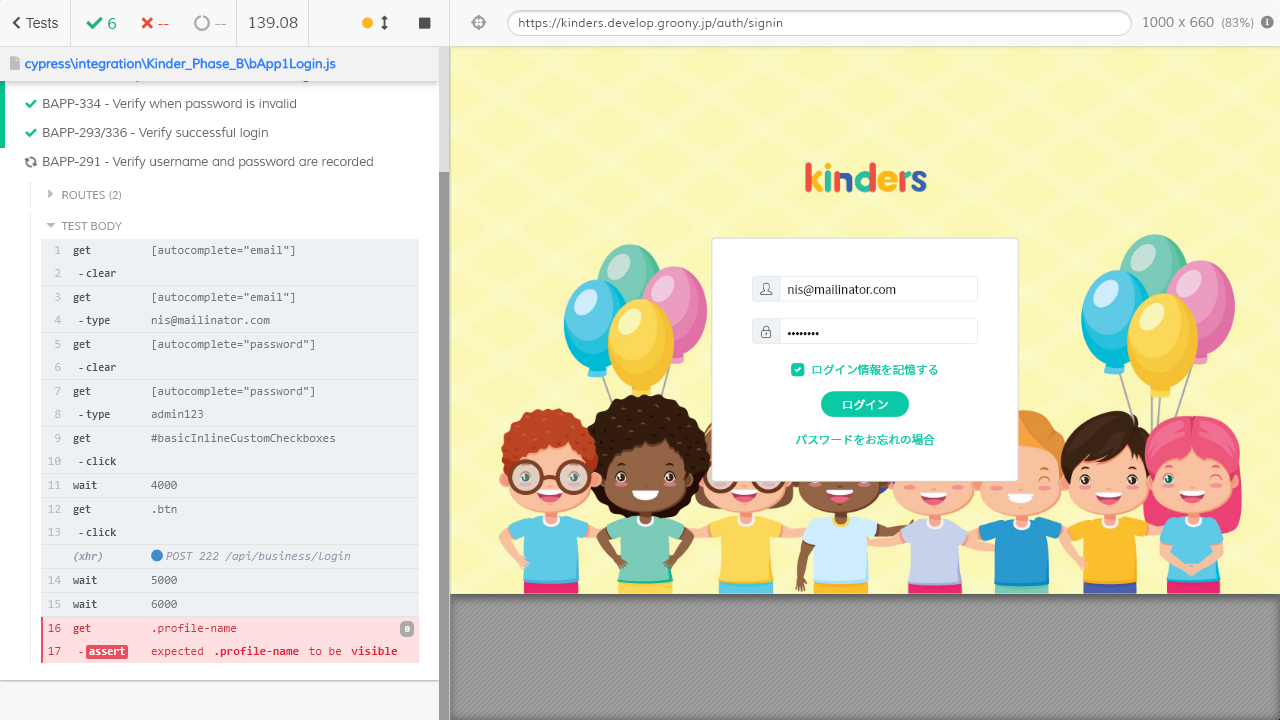 Tests
6
--
--
139.08
https://kinders.develop.groony.jp/auth/signin
1000 x 660 (83%)
cypress\integration\Kinder_Phase_B\bApp1Login.js
BAPP-334 - Verify when password is invalid
BAPP-293/336 - Verify successful login
BAPP-291 - Verify username and password are recorded
ROUTES (2)
TEST BODY
1 get [autocomplete="email"]
2 - clear
3 get [autocomplete="email"]
4 - type nis@mailinator.com
5 get [autocomplete="password"]
6 - clear
7 get [autocomplete="password"]
8 - type admin123
9 get #basicInlineCustomCheckboxes
10 - click
11 wait 4000
12 get .btn
13 - click
(xhr) POST 222 /api/business/login
14 wait 5000
15 wait 6000
16 get .profile-name 0
17 - assert expected .profile-name to be visible
kinders
nis@mailinator.com
••••••••
ログイン情報を記憶する
ログイン
パスワードをお忘れの場合